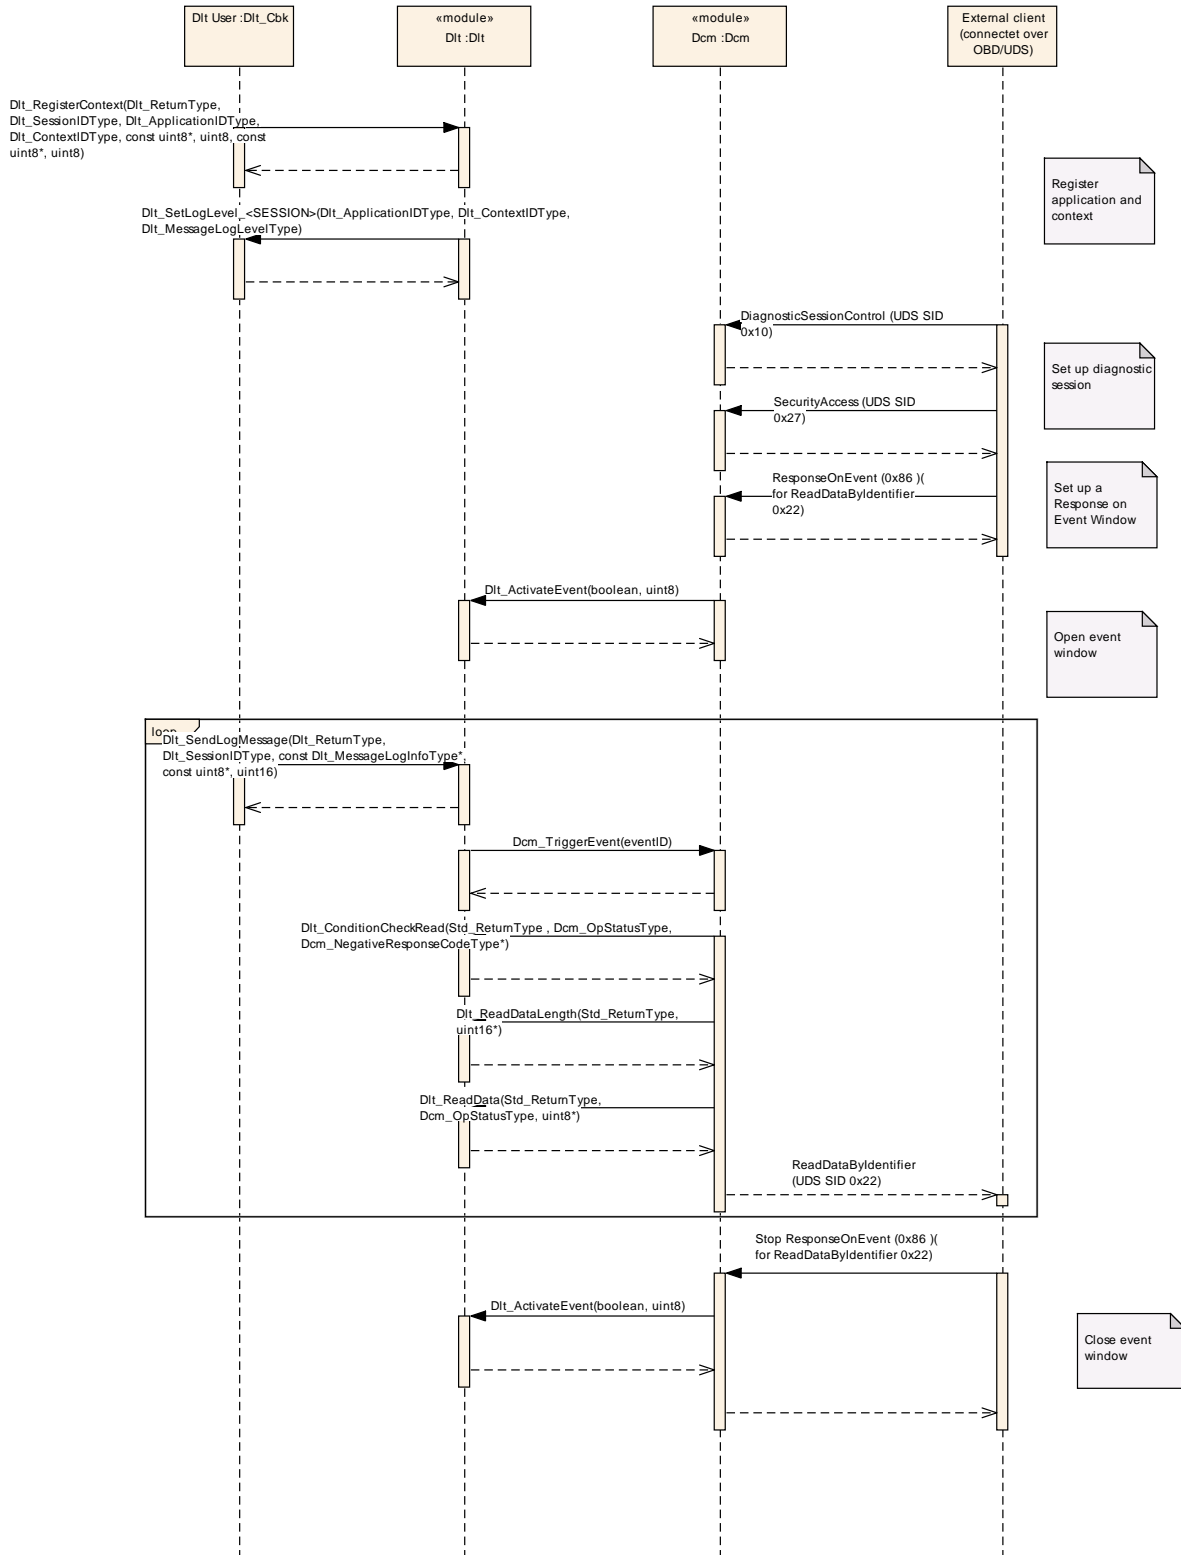 Dlt User :Dlt_Cbk
«module»
Dlt :Dlt
«module»
Dcm :Dcm
External client
(connectet over
OBD/UDS)
Dlt_RegisterContext(Dlt_ReturnType,
Dlt_SessionIDType, Dlt_ApplicationIDType,
Dlt_ContextIDType, const uint8*, uint8, const
uint8*, uint8)
Register
application and
context
Dlt_SetLogLevel_<SESSION>(Dlt_ApplicationIDType, Dlt_ContextIDType,
Dlt_MessageLogLevelType)
DiagnosticSessionControl (UDS SID
0x10)
Set up diagnostic
session
SecurityAccess (UDS SID
0x27)
ResponseOnEvent (0x86 )(
for ReadDataByIdentifier
0x22)
Set up a
Response on
Event Window
Dlt_ActivateEvent(boolean, uint8)
Open event
window
loop
Dlt_SendLogMessage(Dlt_ReturnType,
Dlt_SessionIDType, const Dlt_MessageLogInfoType*,
const uint8*, uint16)
Dcm_TriggerEvent(eventID)
Dlt_ConditionCheckRead(Std_ReturnType , Dcm_OpStatusType,
Dcm_NegativeResponseCodeType*)
Dlt_ReadDataLength(Std_ReturnType,
uint16*)
Dlt_ReadData(Std_ReturnType,
Dcm_OpStatusType, uint8*)
ReadDataByIdentifier
(UDS SID 0x22)
Stop ResponseOnEvent (0x86 )(
for ReadDataByIdentifier 0x22)
Dlt_ActivateEvent(boolean, uint8)
Close event
window